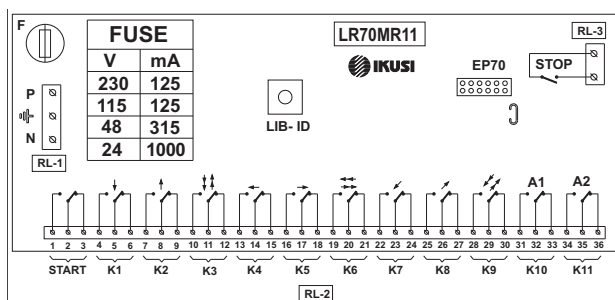 F
FUSE
V mA
230 125
115 125
48 315
24 1000
LR70MR11
IKUSI
RL-3
STOP
EP70
LIB- ID
P
N
RL-1
A1 A2
1 2 3 4 5 6 7 8 9 10 11 12 13 14 15 16 17 18 19 20 21 22 23 24 25 26 27 28 29 30 31 32 33 34 35 36
START K1 K2 K3 K4 K5 K6 K7 K8 K9 K10 K11
RL-2